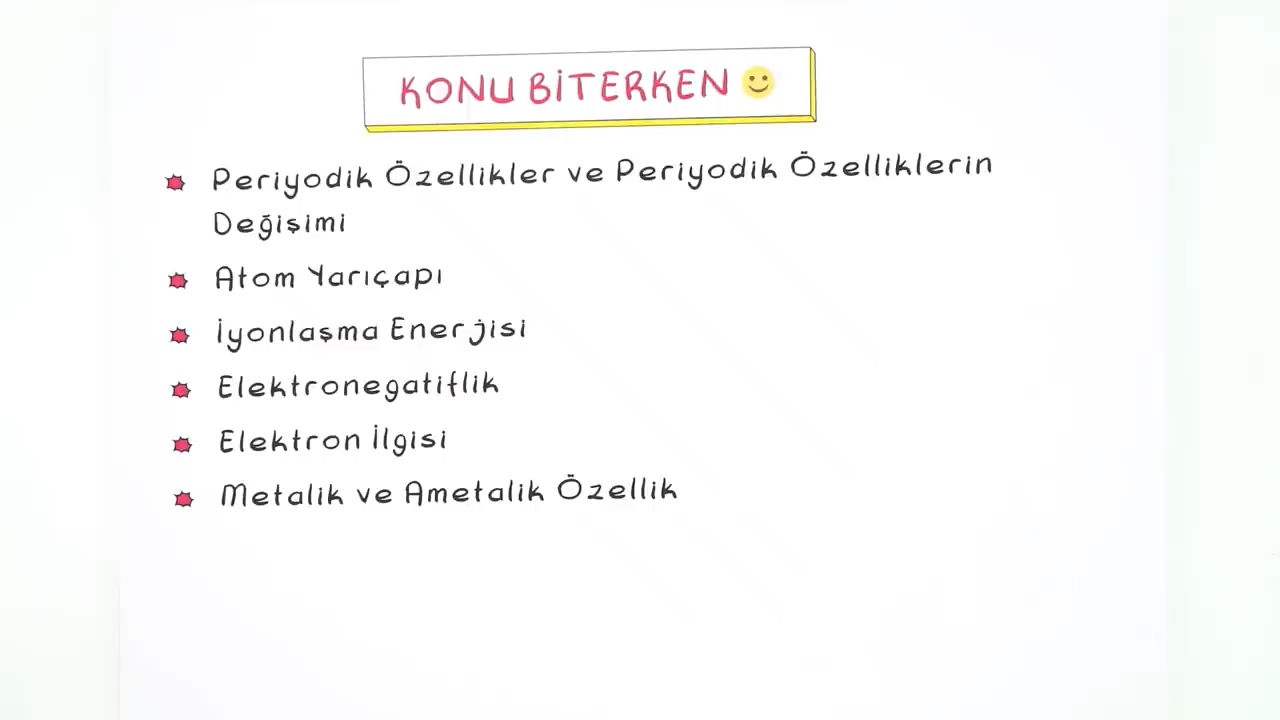 KONU BİTERKEN
Periyodik Özellikler ve Periyodik Özelliklerin
Değişimi
Atom Yarıçapı
İyonlaşma Enerjisi
Elektronegatiflik
Elektron İlgisi
Metalik ve Ametalik Özellik